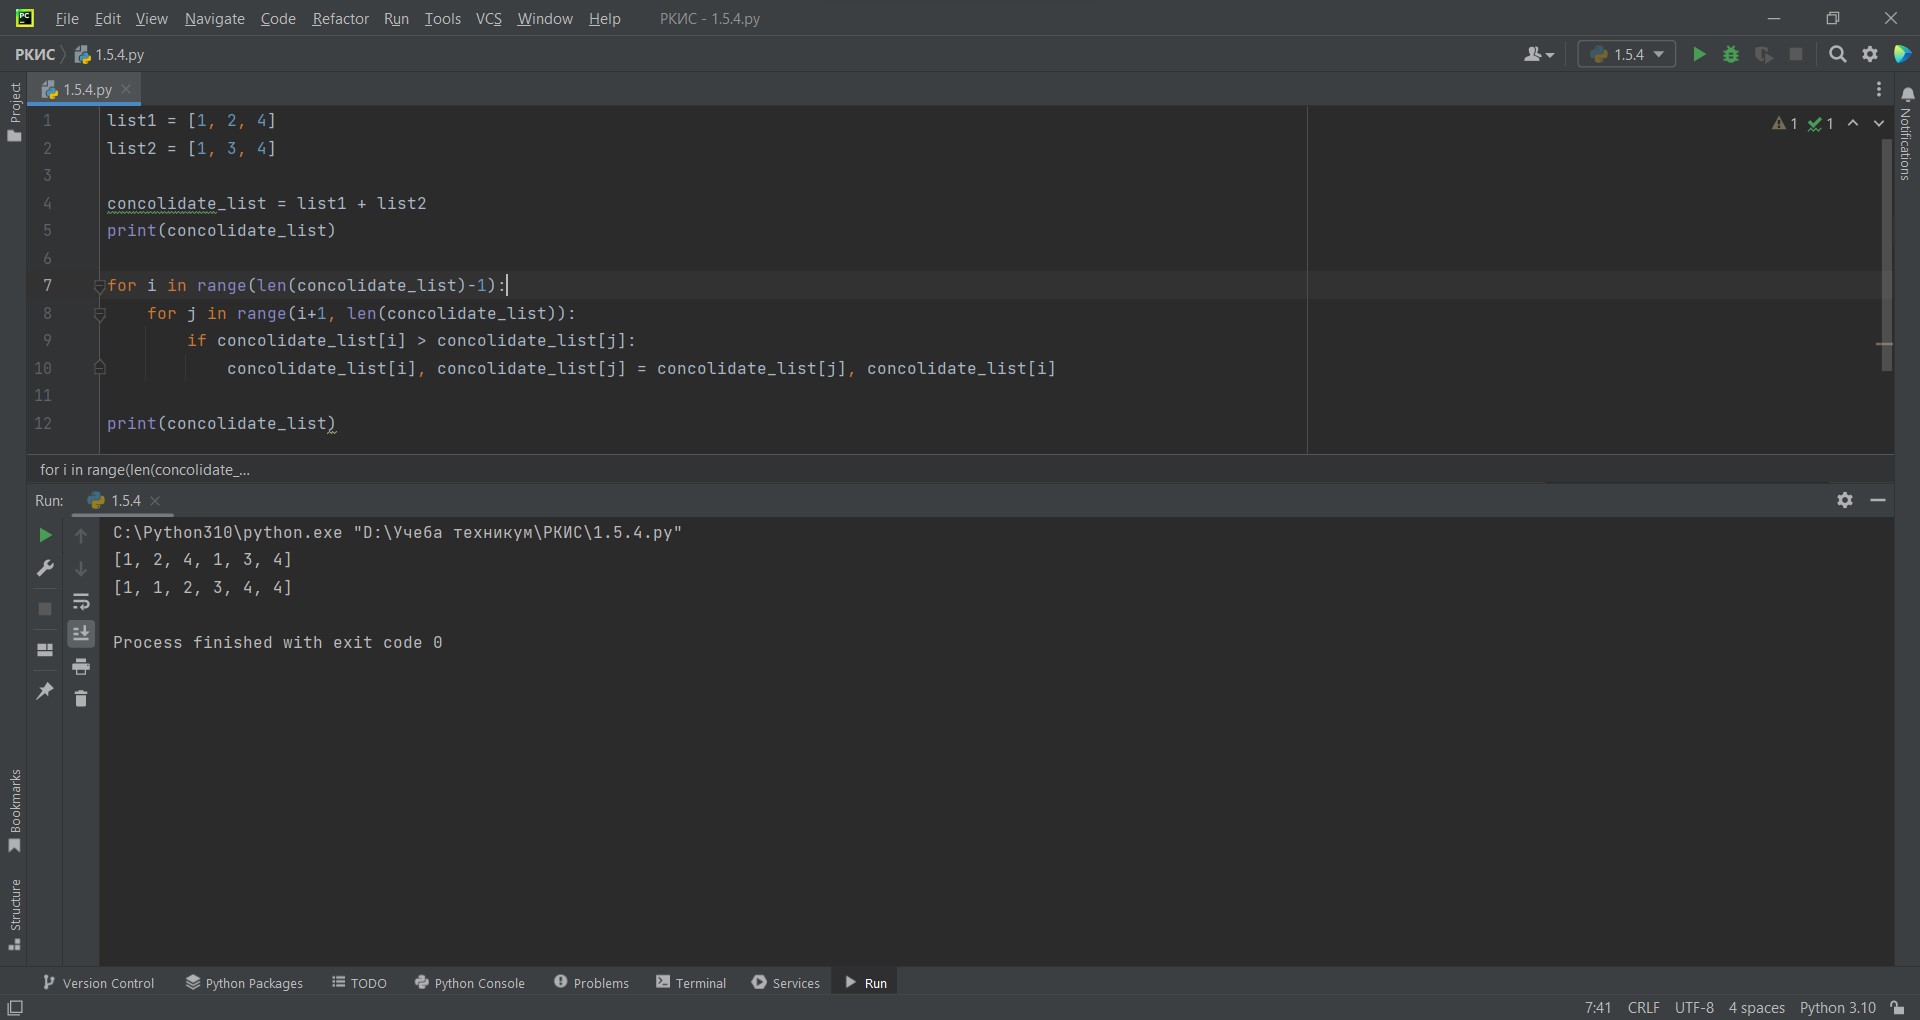 File Edit View Navigate Code Refactor Run Tools VCS Window Help РКИС - 1.5.4.py
РКИС 1.5.4.py
1.5.4
Project
1.5.4.py
Notifications
1 list1 = [1, 2, 4]
1 1
2 list2 = [1, 3, 4]
3
4 concolidate_list = list1 + list2
5 print(concolidate_list)
6
7 for i in range(len(concolidate_list)-1):
8 for j in range(i+1, len(concolidate_list)):
9 if concolidate_list[i] > concolidate_list[j]:
10 concolidate_list[i], concolidate_list[j] = concolidate_list[j], concolidate_list[i]
11
12 print(concolidate_list)
for i in range(len(concolidate_...
Run: 1.5.4
C:\Python310\python.exe "D:\Учеба техникум\РКИС\1.5.4.py"
[1, 2, 4, 1, 3, 4]
[1, 1, 2, 3, 4, 4]
Process finished with exit code 0
Bookmarks
Structure
Version Control Python Packages TODO Python Console Problems Terminal Services Run
7:41 CRLF UTF-8 4 spaces Python 3.10